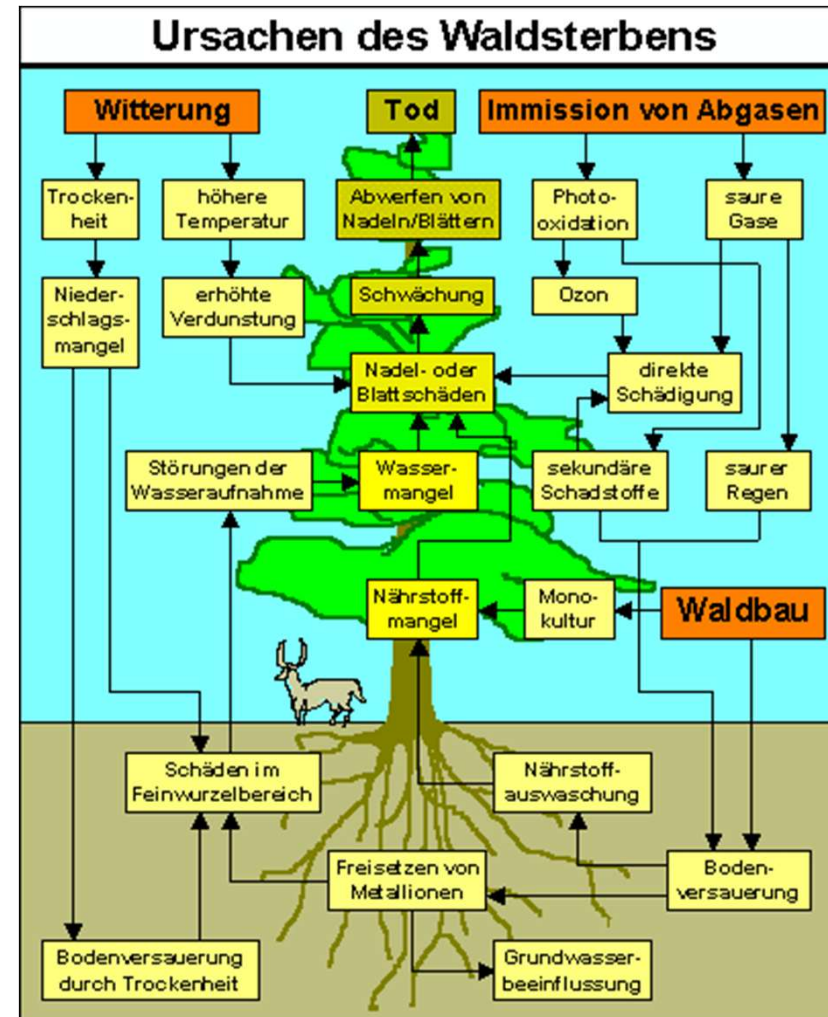 Ursachen des Waldsterbens
Witterung
Tod
Immission von Abgasen
Trocken-
heit
höhere
Temperatur
Abwerfen von
Nadeln/Blättern
Photo-
oxidation
saure
Gase
Nieder-
schlags-
mangel
erhöhte
Verdunstung
Schwächung
Ozon
Nadel- oder
Blattschäden
direkte
Schädigung
Störungen der
Wasseraufnahme
Wasser-
mangel
sekundäre
Schadstoffe
saurer
Regen
Nährstoff-
mangel
Mono-
kultur
Waldbau
Schäden im
Feinwurzelbereich
Nährstoff-
auswaschung
Freisetzen von
Metallionen
Boden-
versauerung
Bodenversauerung
durch Trockenheit
Grundwasser-
beeinflussung